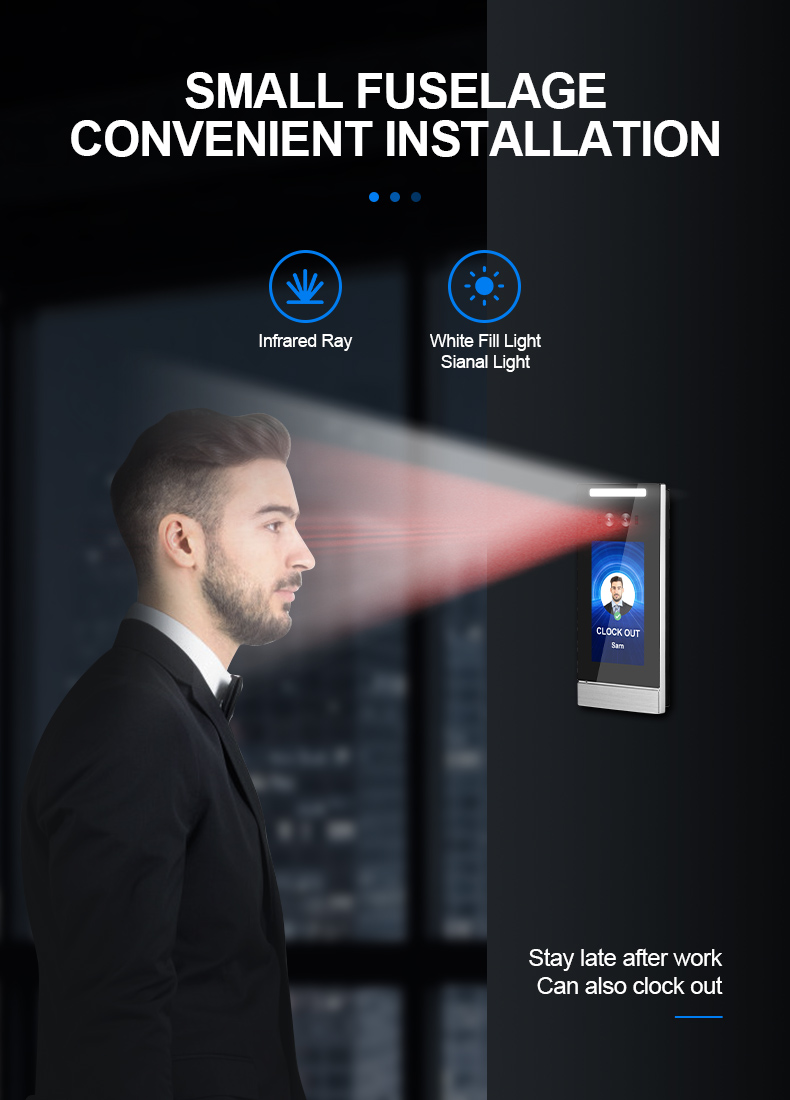 SMALL FUSELAGE
CONVENIENT INSTALLATION
Infrared Ray
White Fill Light
Sianal Light
CLOCK OUT
Sam
Stay late after work
Can also clock out